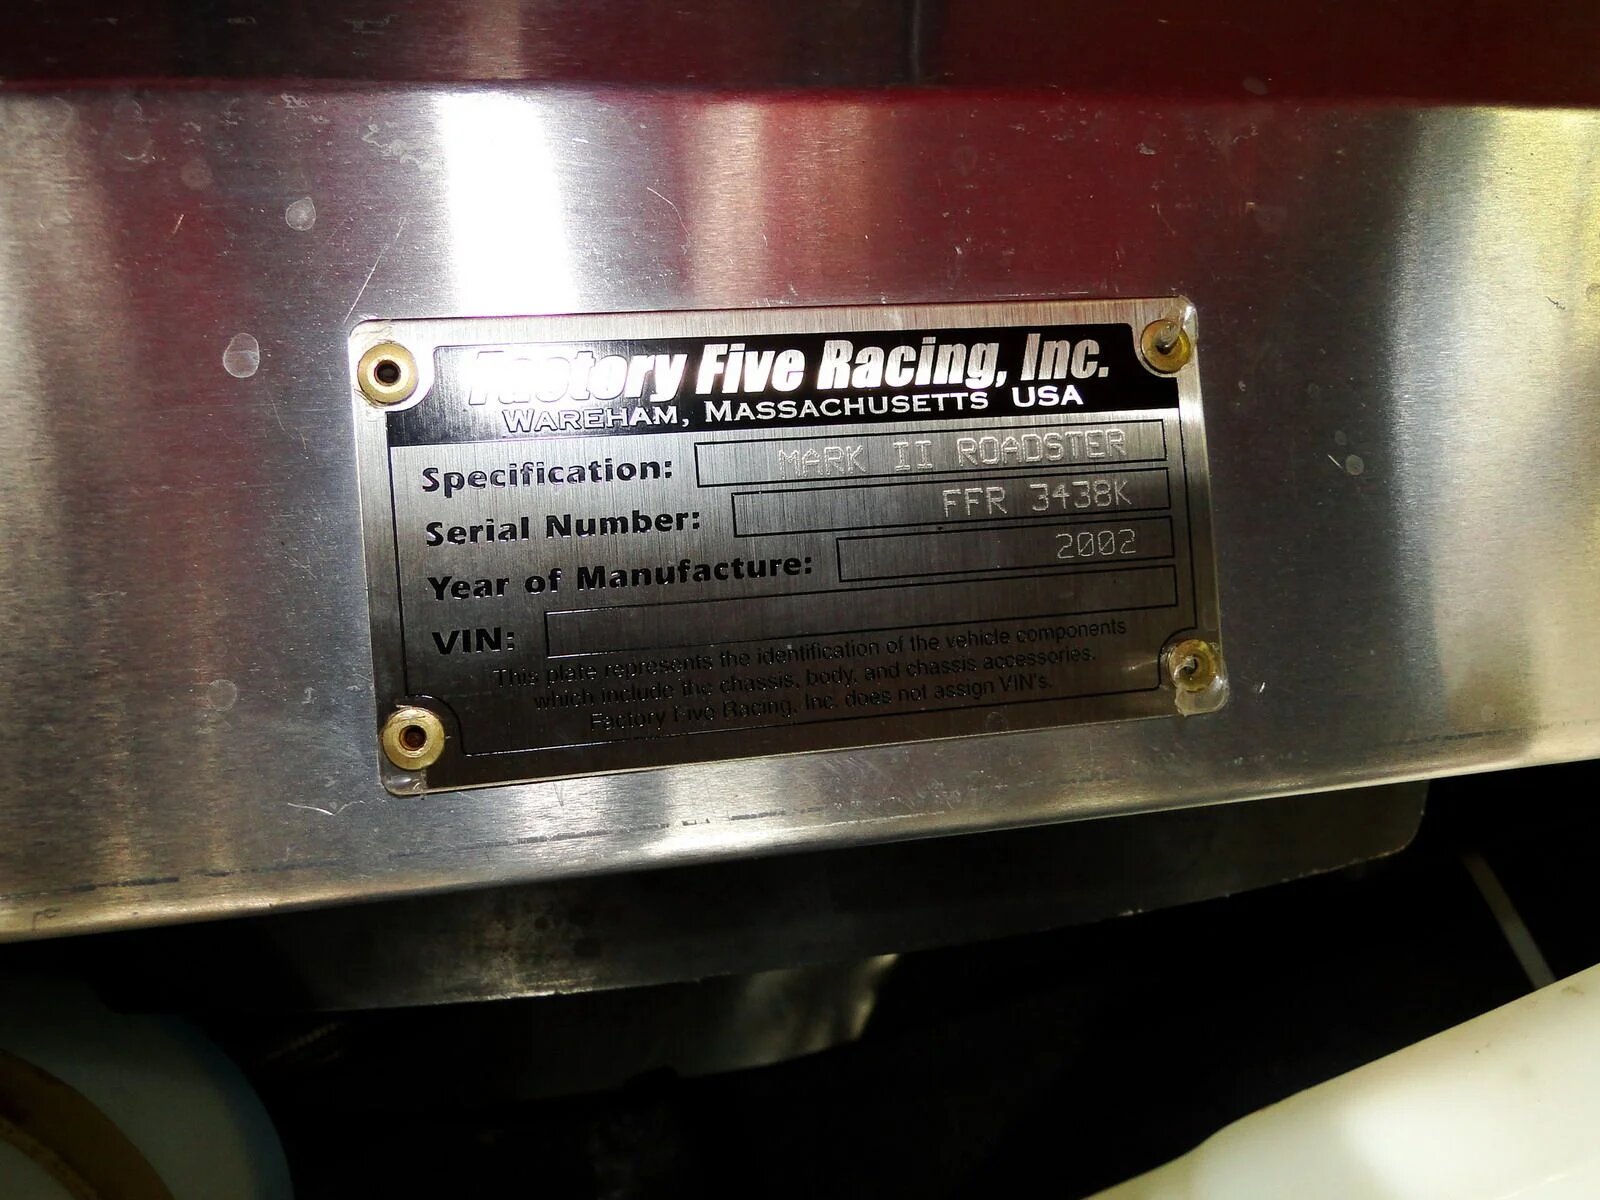 Factory Five Racing, Inc.
WAREHAM, MASSACHUSETTS USA
Specification: MARK II ROADSTER
Serial Number: FFR 3438K
Year of Manufacture: 2002
VIN:
This plate represents the identification of the vehicle components
which include the chassis, body, and chassis accessories.
Factory Five Racing, Inc. does not assign VIN's.